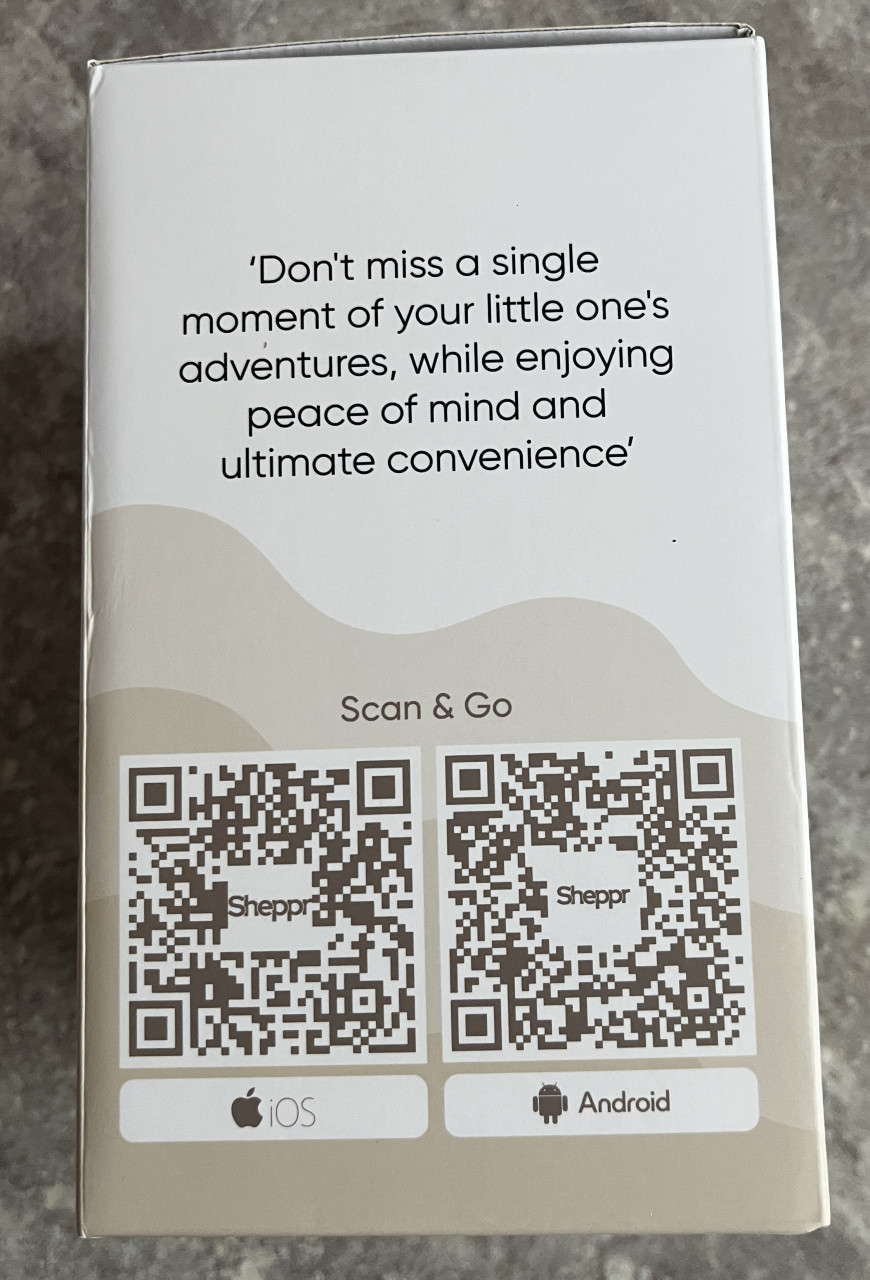 ‘Don't miss a single
moment of your little one's
adventures, while enjoying
peace of mind and
ultimate convenience’
Scan & Go
Sheppr
Sheppr
iOS
Android